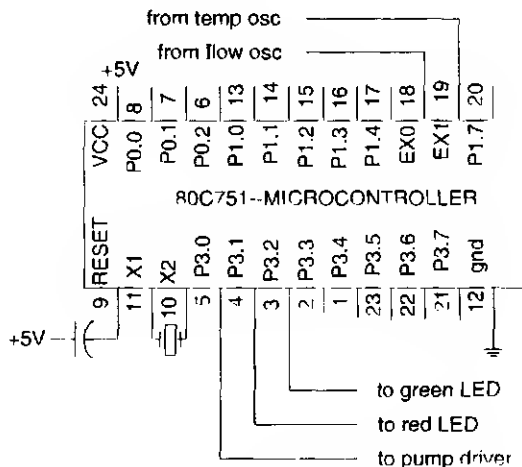 from temp osc
from flow osc
+5V
24 8 7 6 13 14 15 16 17 18 19 20
VCC P0.0 P0.1 P0.2 P1.0 P1.1 P1.2 P1.3 P1.4 EX0 EX1 P1.7
80C751--MICROCONTROLLER
RESET X1 X2 P3.0 P3.1 P3.2 P3.3 P3.4 P3.5 P3.6 P3.7 gnd
9 11 10 5 4 3 2 1 23 22 21 12
+5V
to green LED
to red LED
to pump driver